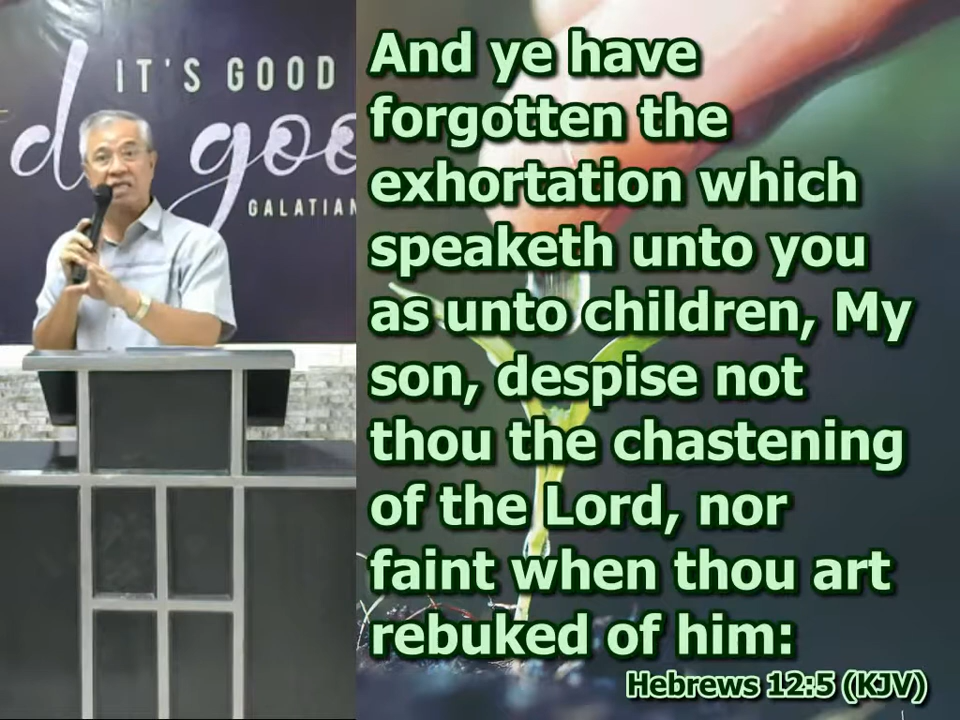 IT'S GOOD
do goo
GALATIAN
And ye have
forgotten the
exhortation which
speaketh unto you
as unto children, My
son, despise not
thou the chastening
of the Lord, nor
faint when thou art
rebuked of him:
Hebrews 12:5 (KJV)